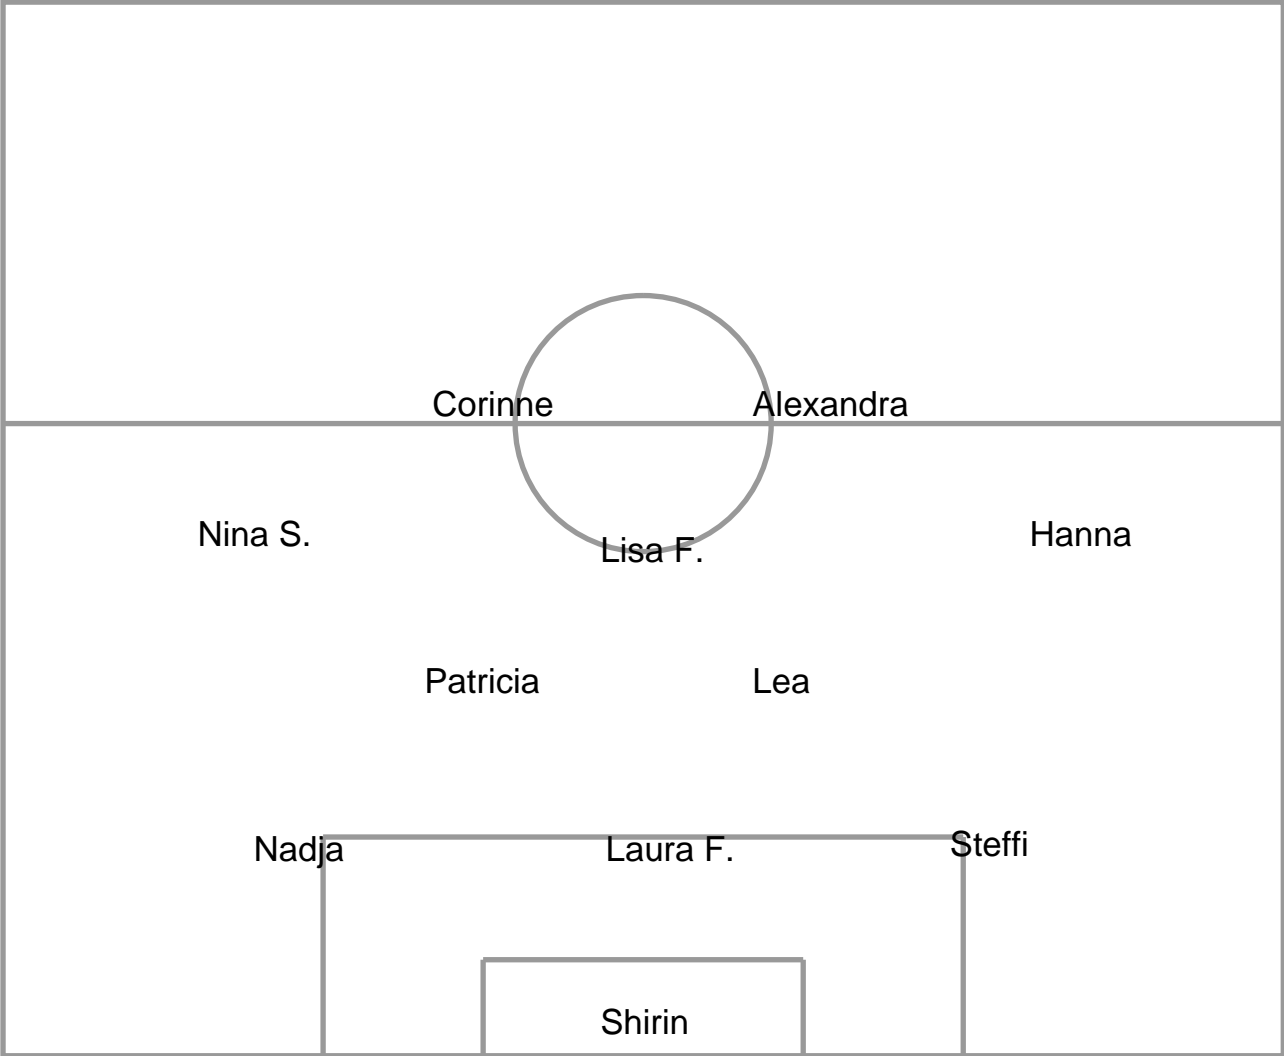 Corinne Alexandra
Nina S. Lisa F. Hanna
Patricia Lea
Nadja Laura F. Steffi
Shirin